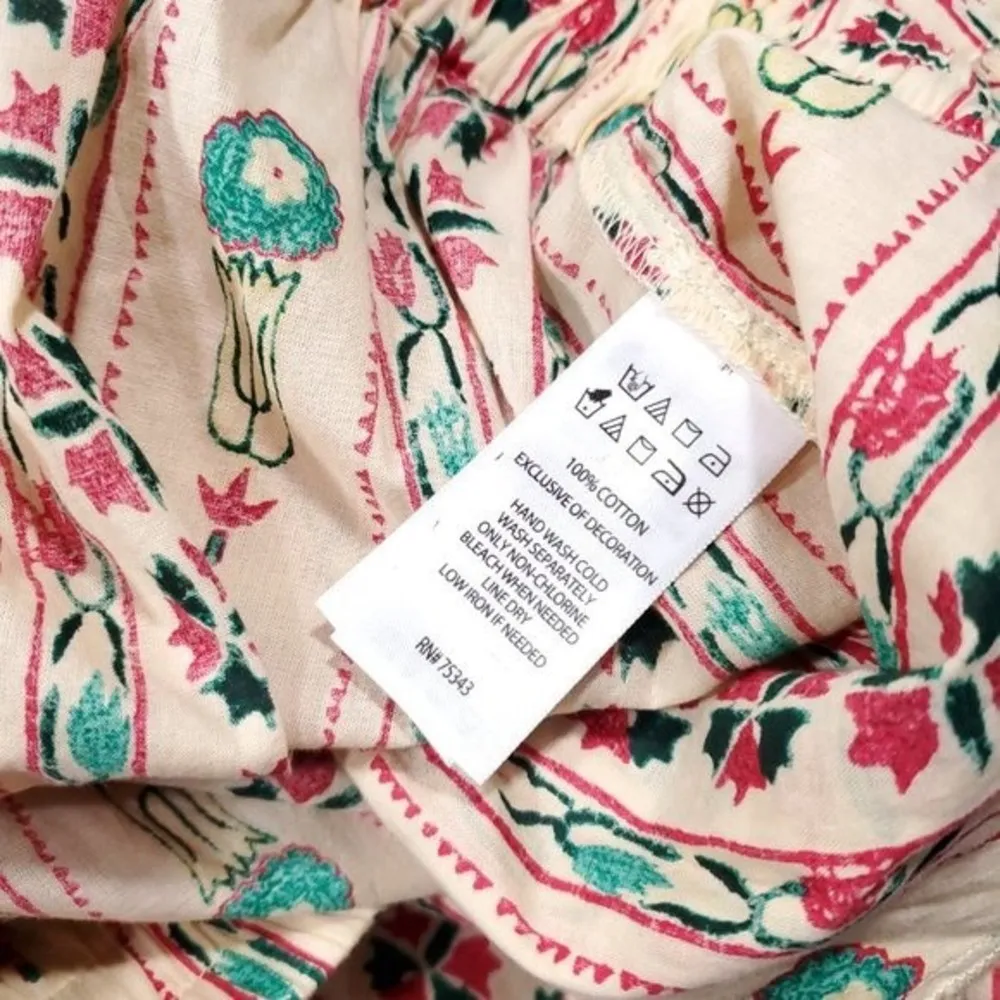 100% COTTON
EXCLUSIVE OF DECORATION
HAND WASH COLD
WASH SEPARATELY
ONLY NON-CHLORINE
BLEACH WHEN NEEDED
LINE DRY
LOW IRON IF NEEDED
RN# 75343